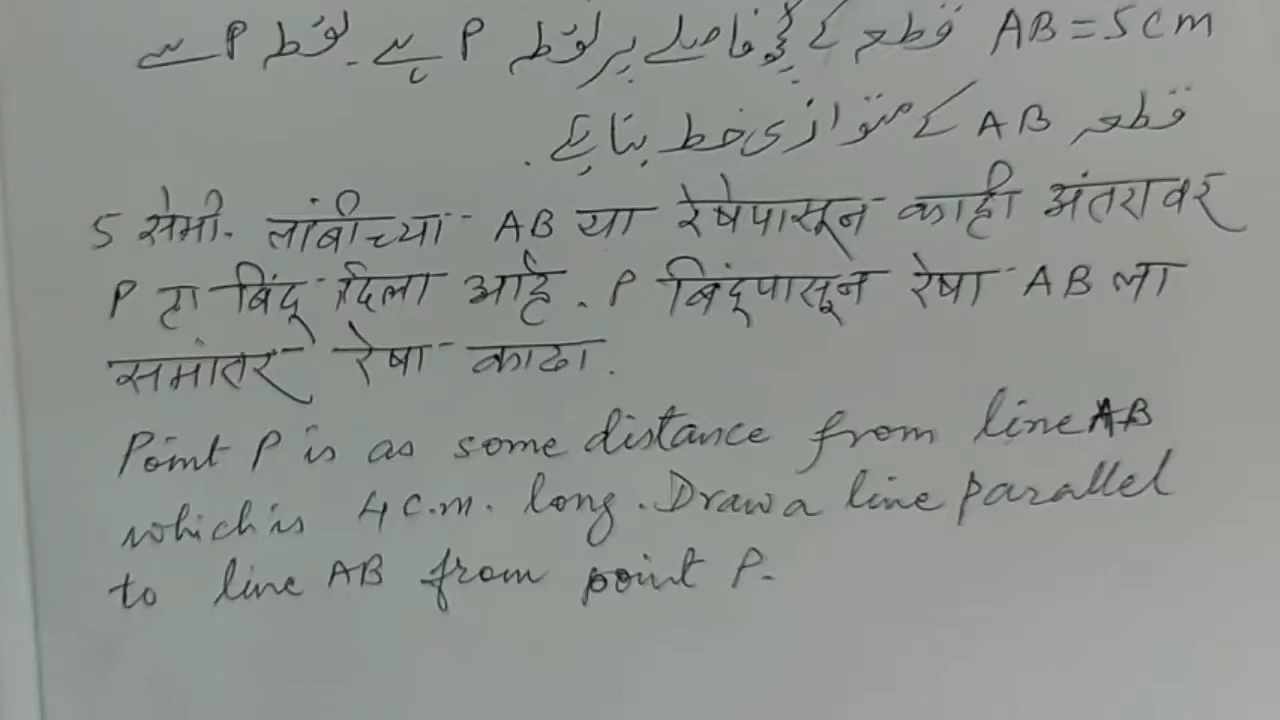 قطعہ AB = 5cm کے کچھ فاصلے پر نقطہ P ہے۔ نقطہ P سے
قطعہ AB کے متوازی خط بنائیے۔
5 सेमी. लांबीच्या AB या रेषेपासून काही अंतरावर
P हा बिंदू दिला आहे. P बिंदूपासून रेषा AB ला
समांतर रेषा काढा.
Point P is as some distance from line AB
which is 4 c.m. long. Draw a line parallel
to line AB from point P.